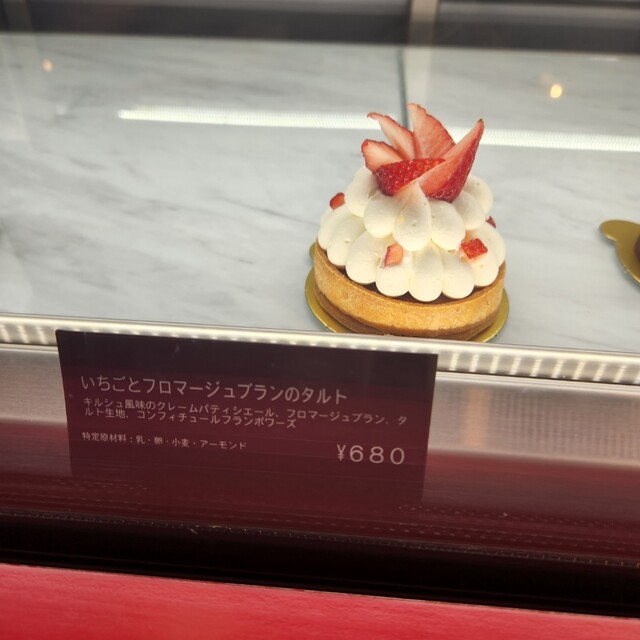 いちごとフロマージュブランのタルト
キルシュ風味のクレームパティシエール、フロマージュブラン、タ
ルト生地、コンフィチュールフランボワーズ
特定原材料：乳・卵・小麦・アーモンド
¥680